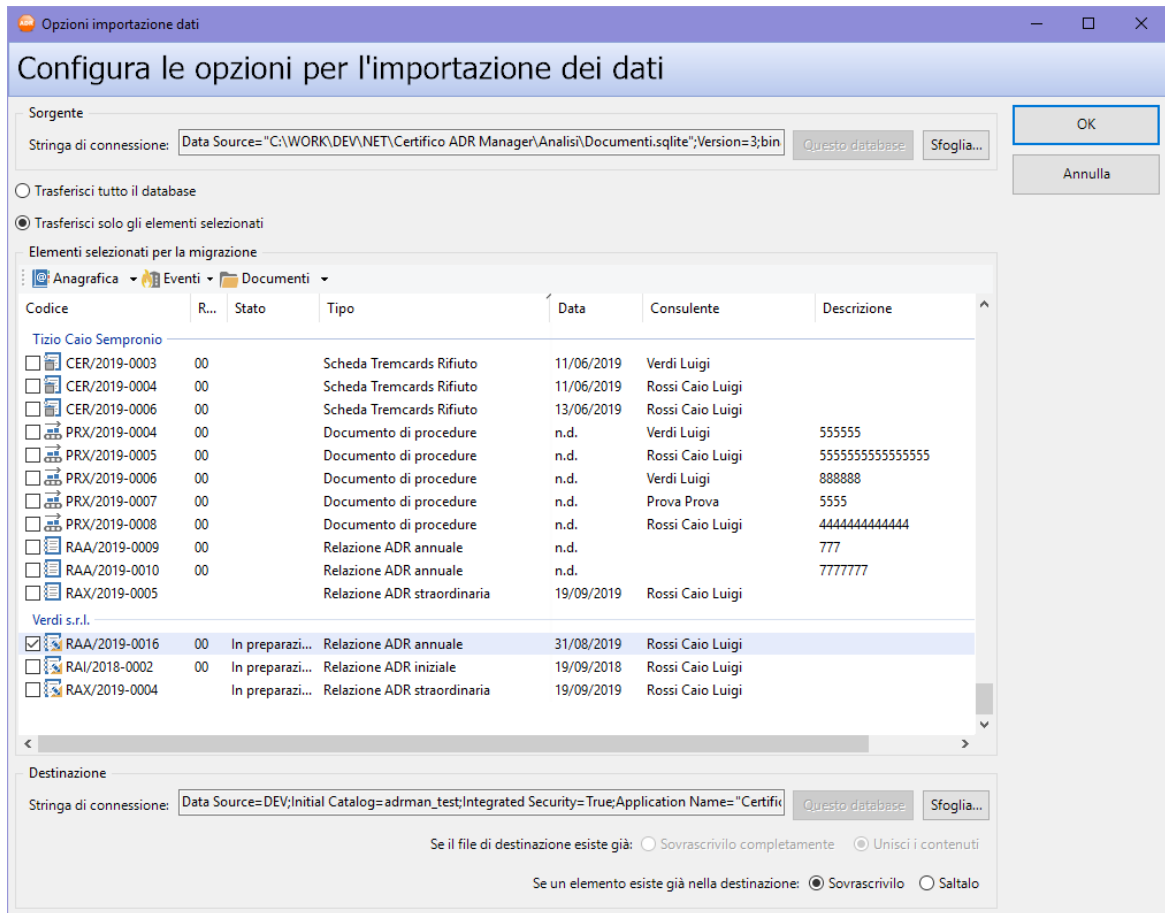 Opzioni importazione dati
Configura le opzioni per l'importazione dei dati
Sorgente
Stringa di connessione: Data Source="C:\WORK\DEV\NET\Certifico ADR Manager\Analisi\Documenti.sqlite";Version=3;bin Questo database Sfoglia...
OK
Annulla
Trasferisci tutto il database
Trasferisci solo gli elementi selezionati
Elementi selezionati per la migrazione
Anagrafica Eventi Documenti
Codice R... Stato Tipo Data Consulente Descrizione
Tizio Caio Sempronio
CER/2019-0003 00 Scheda Tremcards Rifiuto 11/06/2019 Verdi Luigi
CER/2019-0004 00 Scheda Tremcards Rifiuto 11/06/2019 Rossi Caio Luigi
CER/2019-0006 00 Scheda Tremcards Rifiuto 13/06/2019 Rossi Caio Luigi
PRX/2019-0004 00 Documento di procedure n.d. Verdi Luigi 555555
PRX/2019-0005 00 Documento di procedure n.d. Rossi Caio Luigi 5555555555555555
PRX/2019-0006 00 Documento di procedure n.d. Verdi Luigi 888888
PRX/2019-0007 00 Documento di procedure n.d. Prova Prova 5555
PRX/2019-0008 00 Documento di procedure n.d. Rossi Caio Luigi 4444444444444
RAA/2019-0009 00 Relazione ADR annuale n.d. 777
RAA/2019-0010 00 Relazione ADR annuale n.d. 7777777
RAX/2019-0005 Relazione ADR straordinaria 19/09/2019 Rossi Caio Luigi
Verdi s.r.l.
RAA/2019-0016 00 In preparazi... Relazione ADR annuale 31/08/2019 Rossi Caio Luigi
RAI/2018-0002 00 In preparazi... Relazione ADR iniziale 19/09/2018 Rossi Caio Luigi
RAX/2019-0004 In preparazi... Relazione ADR straordinaria 19/09/2019 Rossi Caio Luigi
Destinazione
Stringa di connessione: Data Source=DEV;Initial Catalog=adrman_test;Integrated Security=True;Application Name="Certific Questo database Sfoglia...
Se il file di destinazione esiste già: Sovrascrivilo completamente Unisci i contenuti
Se un elemento esiste già nella destinazione: Sovrascrivilo Saltalo